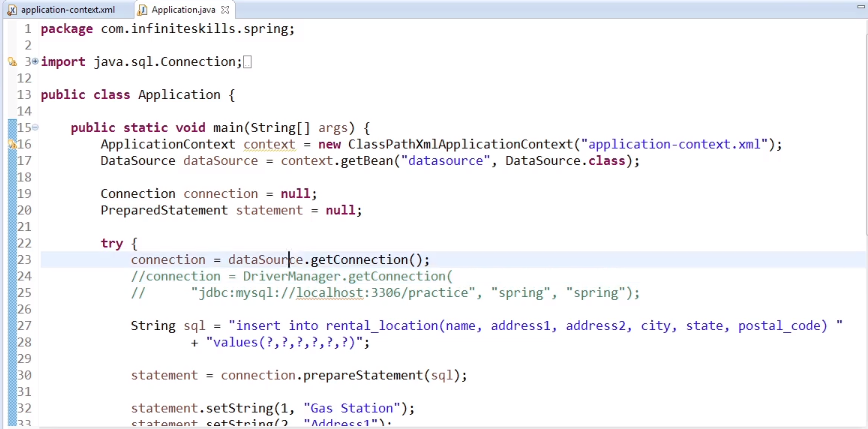 application-context.xml Application.java
1 package com.infiniteskills.spring;
2
3 import java.sql.Connection;
12
13 public class Application {
14
15 public static void main(String[] args) {
16 ApplicationContext context = new ClassPathXmlApplicationContext("application-context.xml");
17 DataSource dataSource = context.getBean("datasource", DataSource.class);
18
19 Connection connection = null;
20 PreparedStatement statement = null;
21
22 try {
23 connection = dataSource.getConnection();
24 //connection = DriverManager.getConnection(
25 // "jdbc:mysql://localhost:3306/practice", "spring", "spring");
26
27 String sql = "insert into rental_location(name, address1, address2, city, state, postal_code) "
28 + "values(?,?,?,?,?,?)";
29
30 statement = connection.prepareStatement(sql);
31
32 statement.setString(1, "Gas Station");
33 statement.setString(2, "Address1");